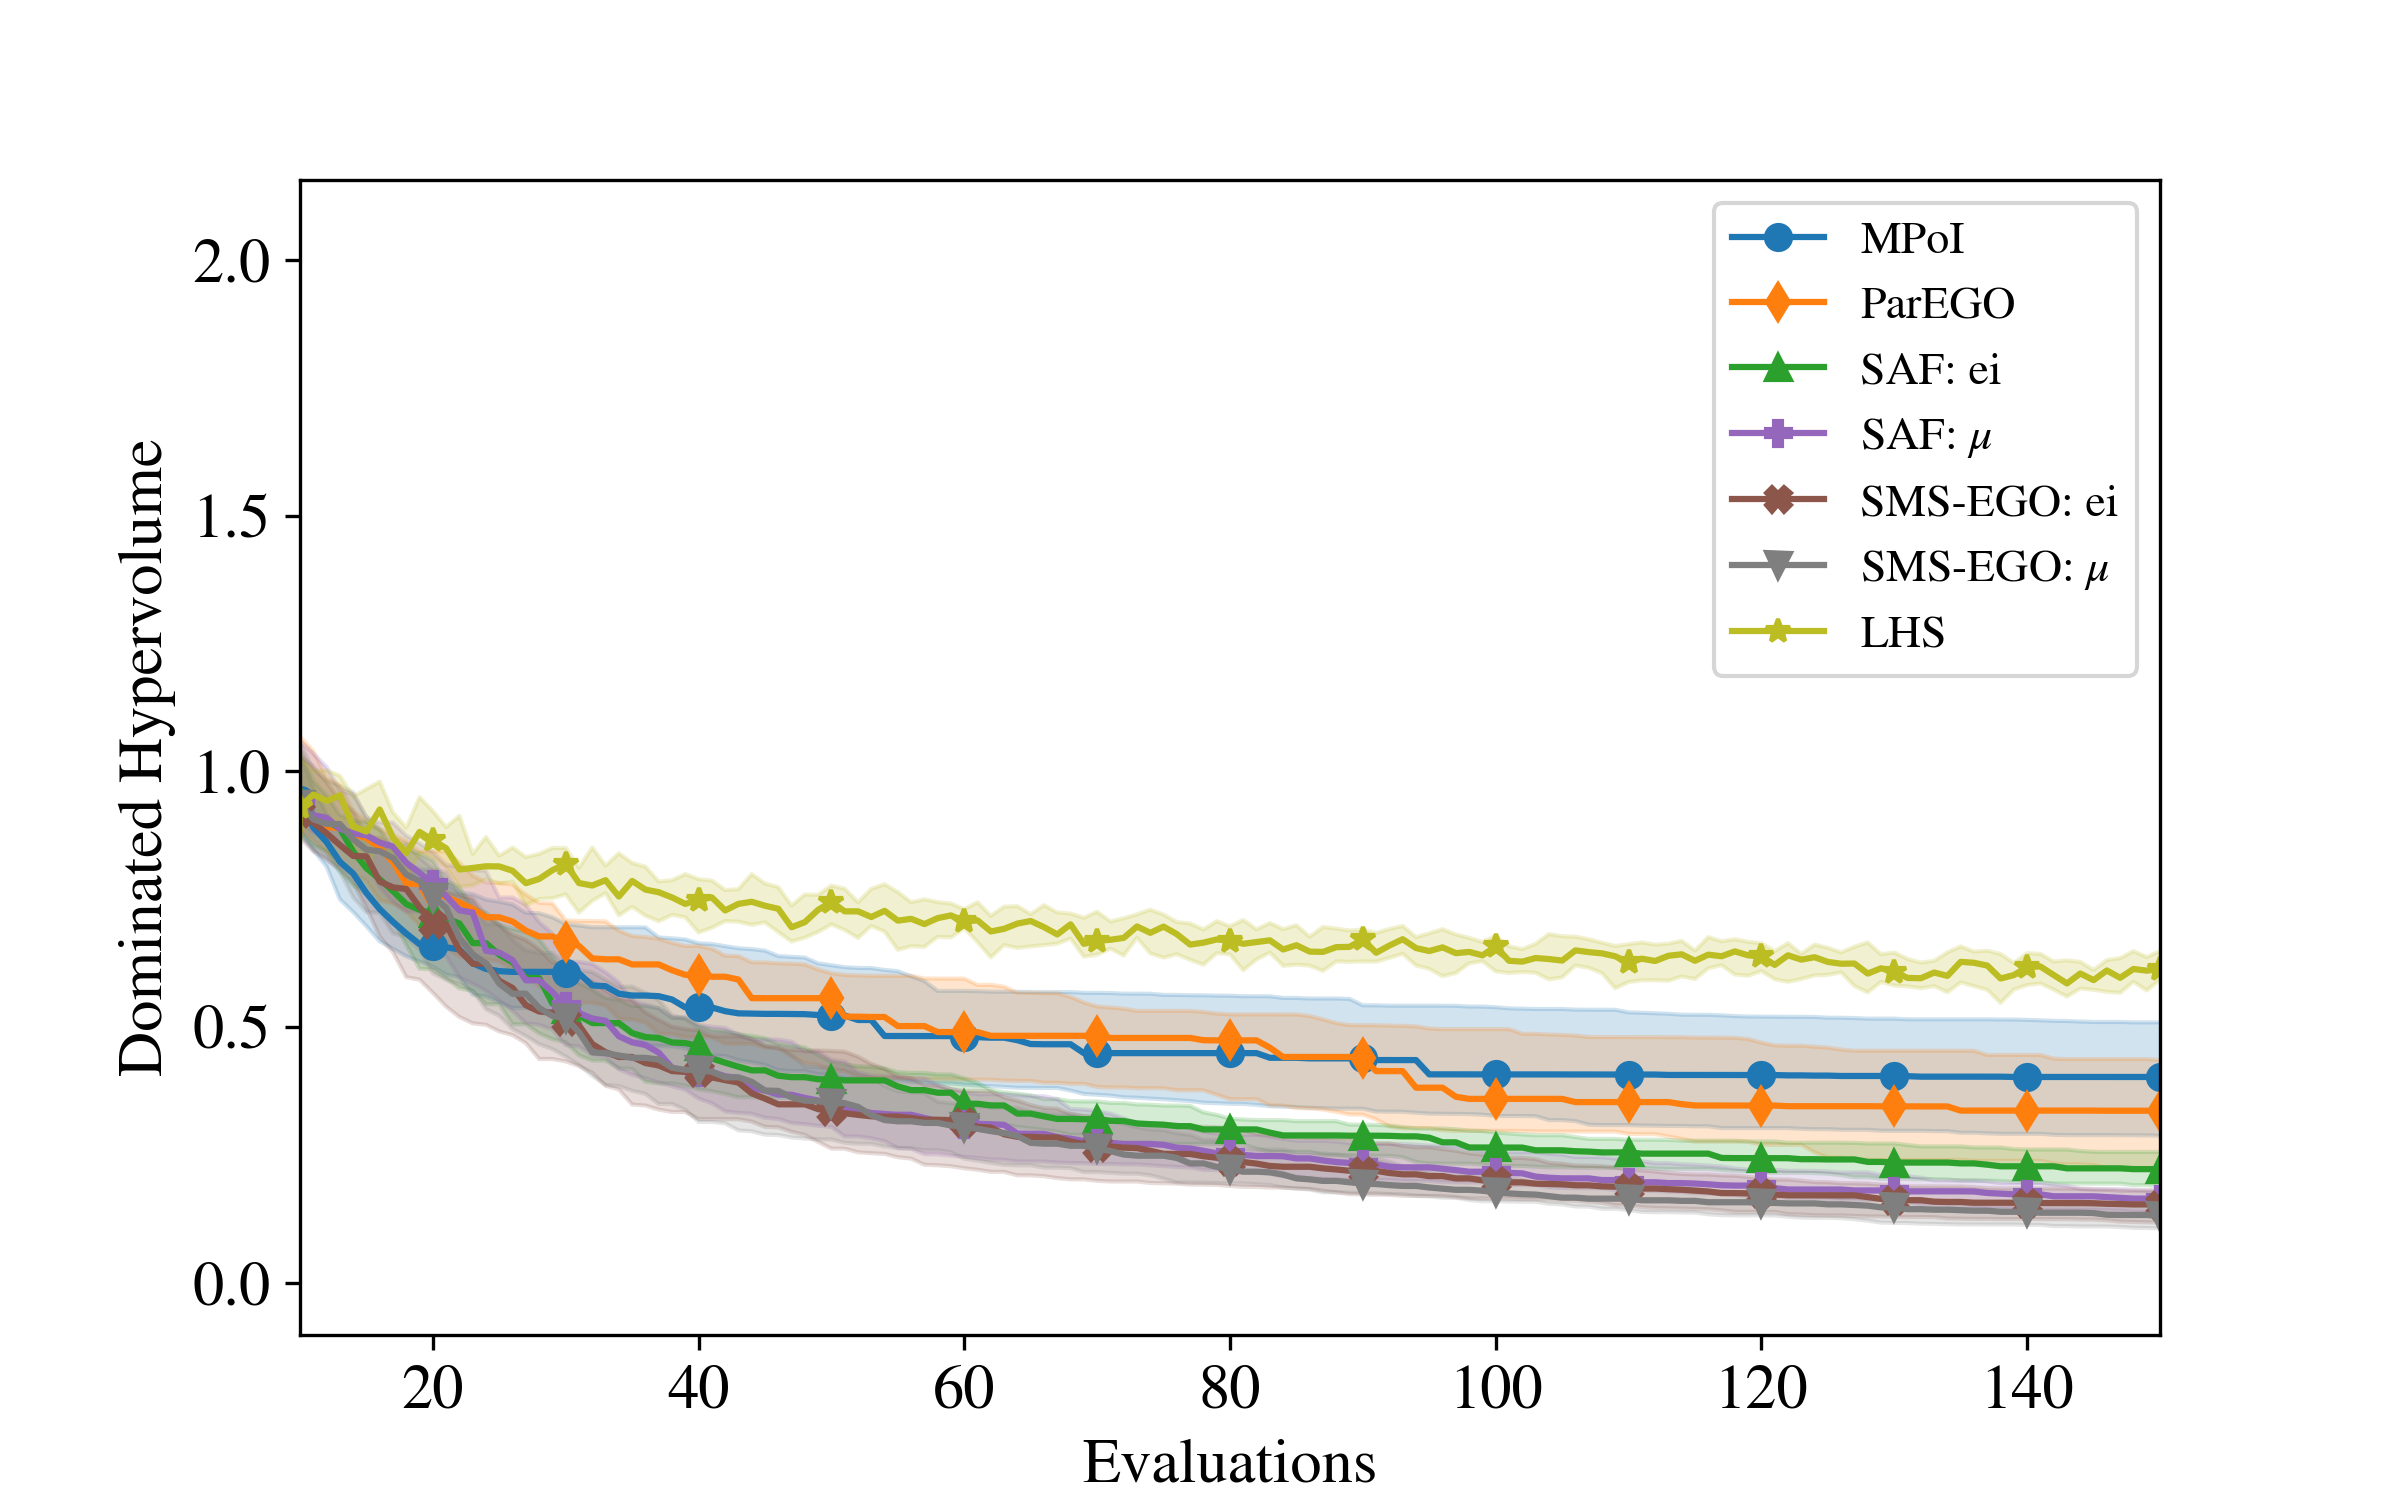 2.0
1.5
1.0
0.5
0.0
Dominated Hypervolume
20 40 60 80 100 120 140
Evaluations
MPoI
ParEGO
SAF: ei
SAF: μ
SMS-EGO: ei
SMS-EGO: μ
LHS